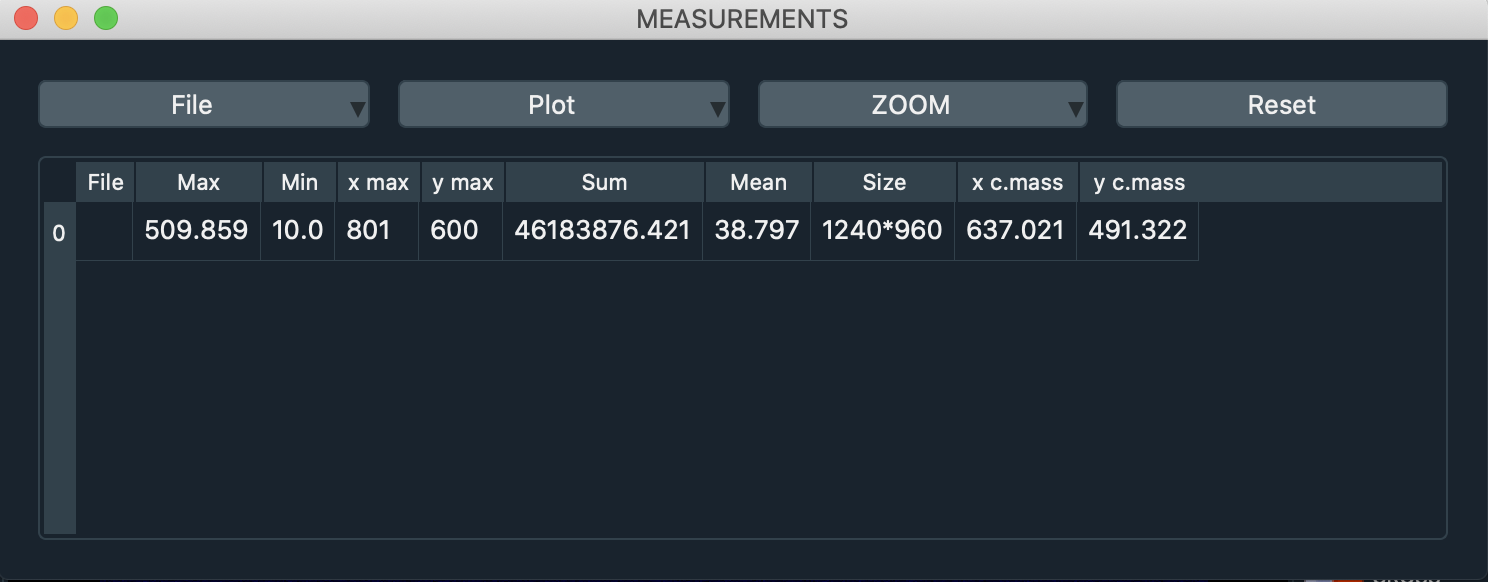 MEASUREMENTS
File Plot ZOOM Reset
File Max Min x max y max Sum Mean Size x c.mass y c.mass
0 509.859 10.0 801 600 46183876.421 38.797 1240*960 637.021 491.322